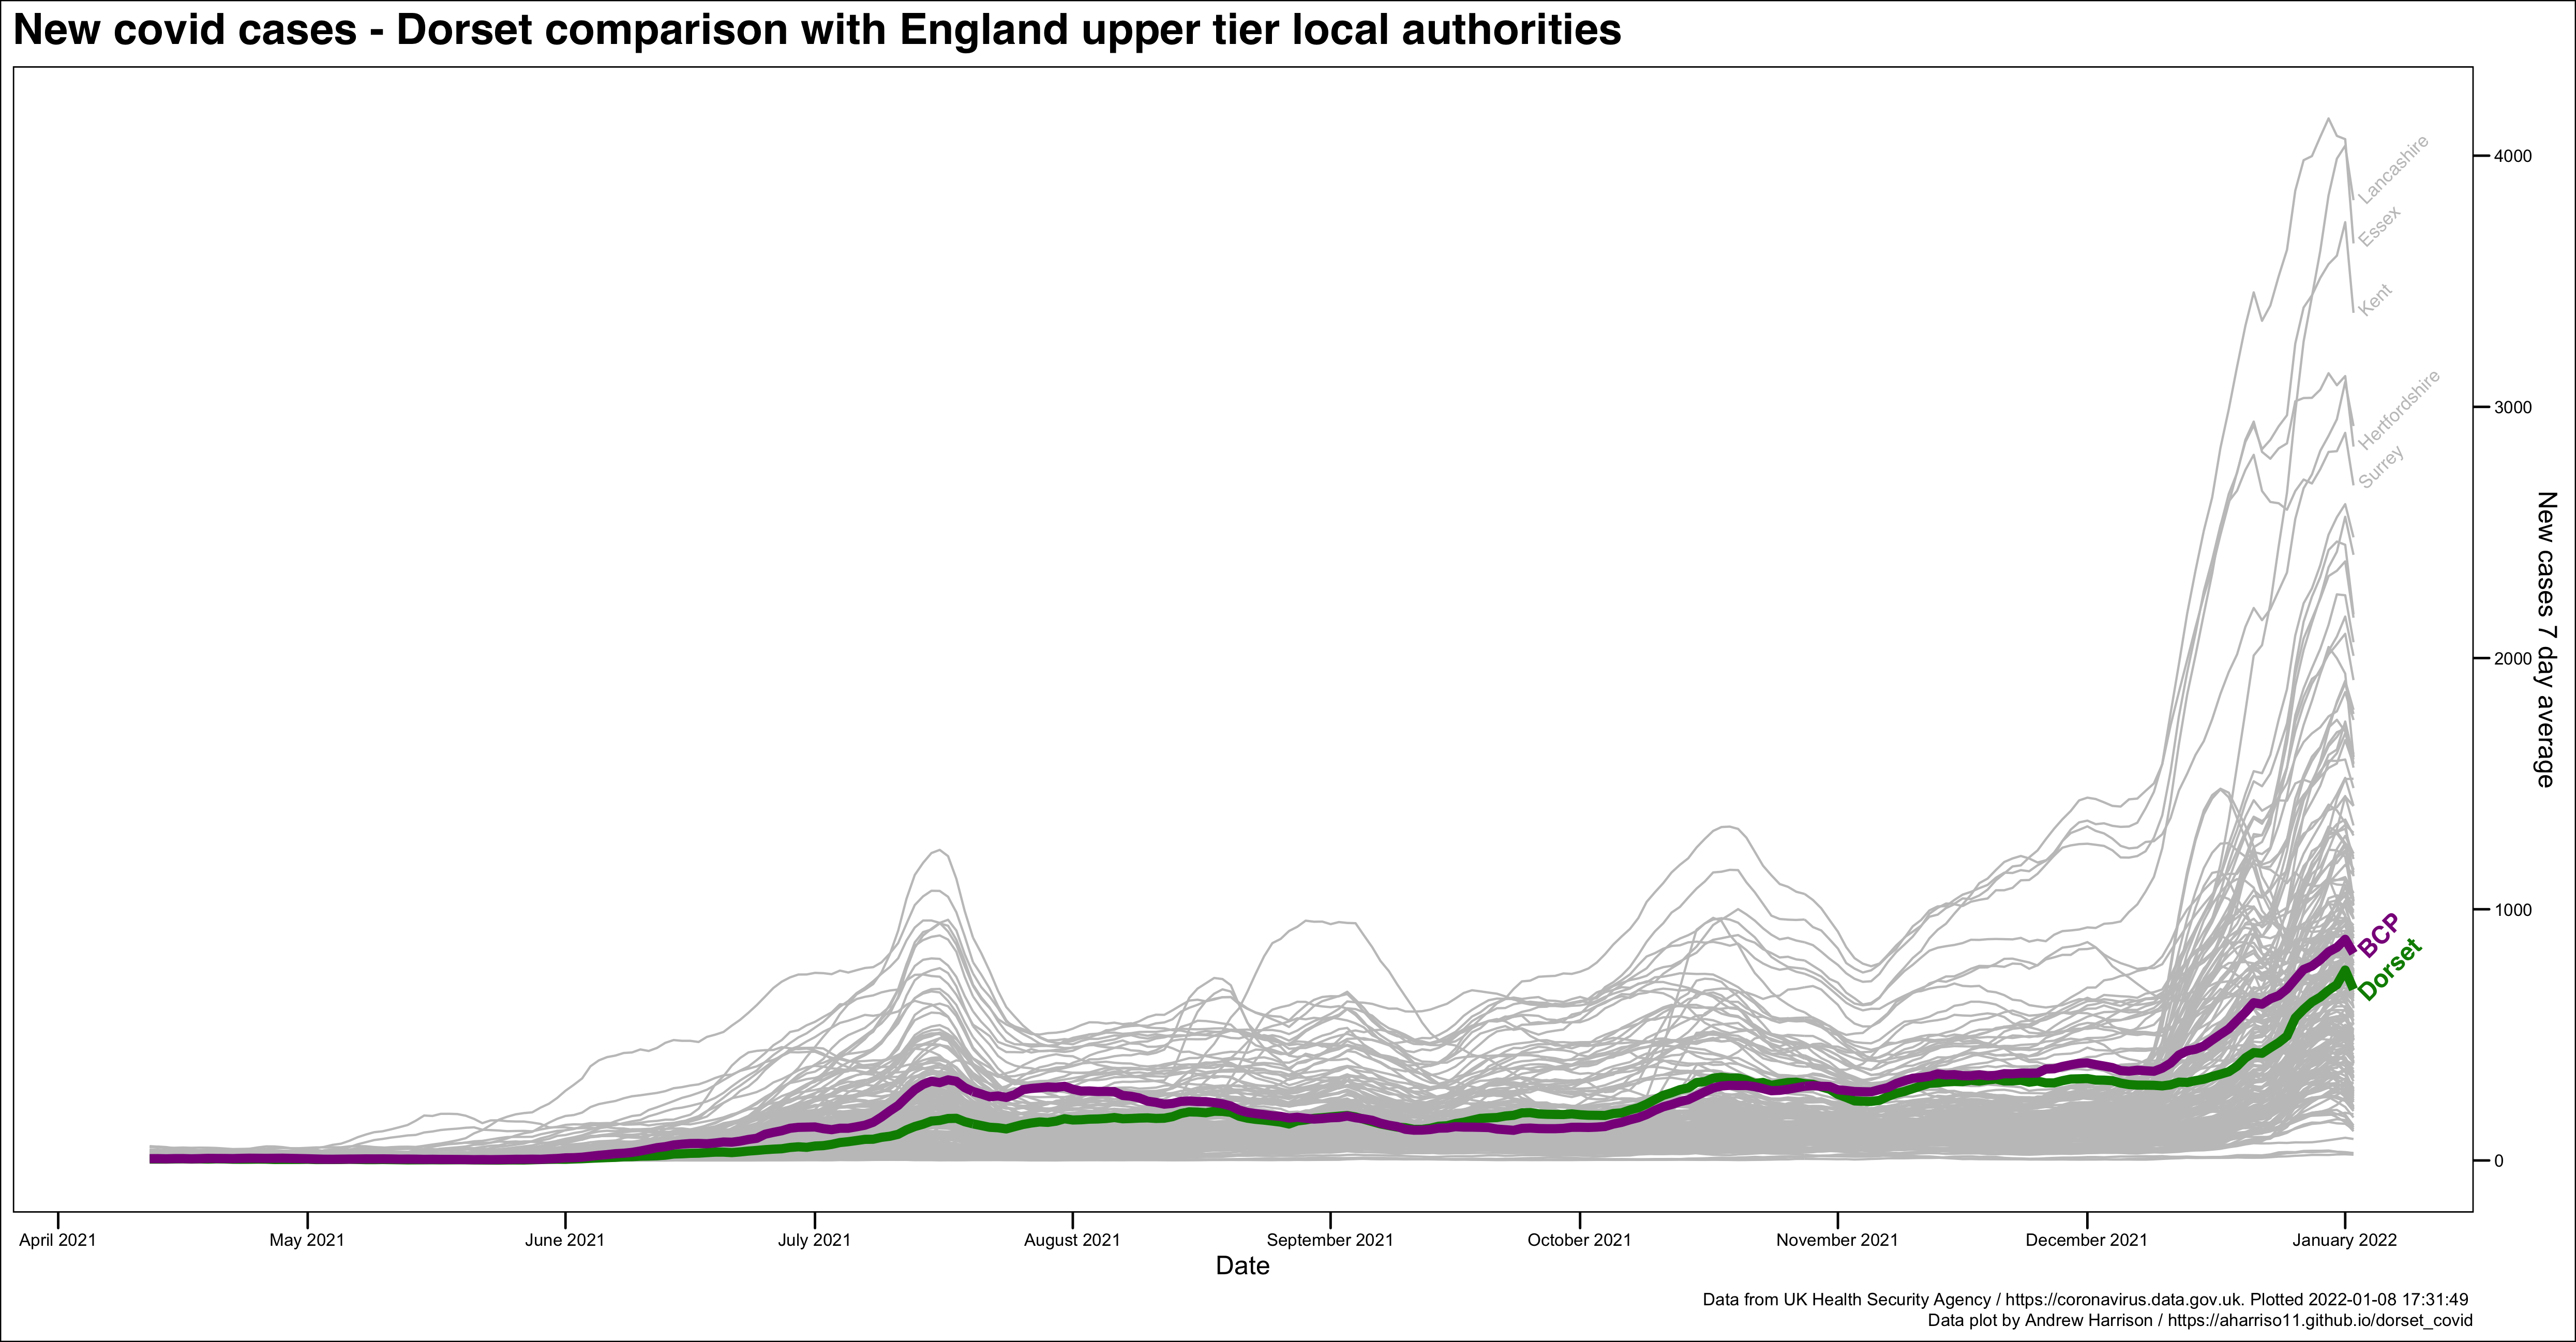 New covid cases - Dorset comparison with England upper tier local authorities
Lancashire
Essex
Kent
Hertfordshire
Surrey
BCP
Dorset
4000
3000
2000
1000
0
New cases 7 day average
April 2021
May 2021
June 2021
July 2021
August 2021
September 2021
October 2021
November 2021
December 2021
January 2022
Date
Data from UK Health Security Agency / https://coronavirus.data.gov.uk. Plotted 2022-01-08 17:31:49
Data plot by Andrew Harrison / https://aharriso11.github.io/dorset_covid